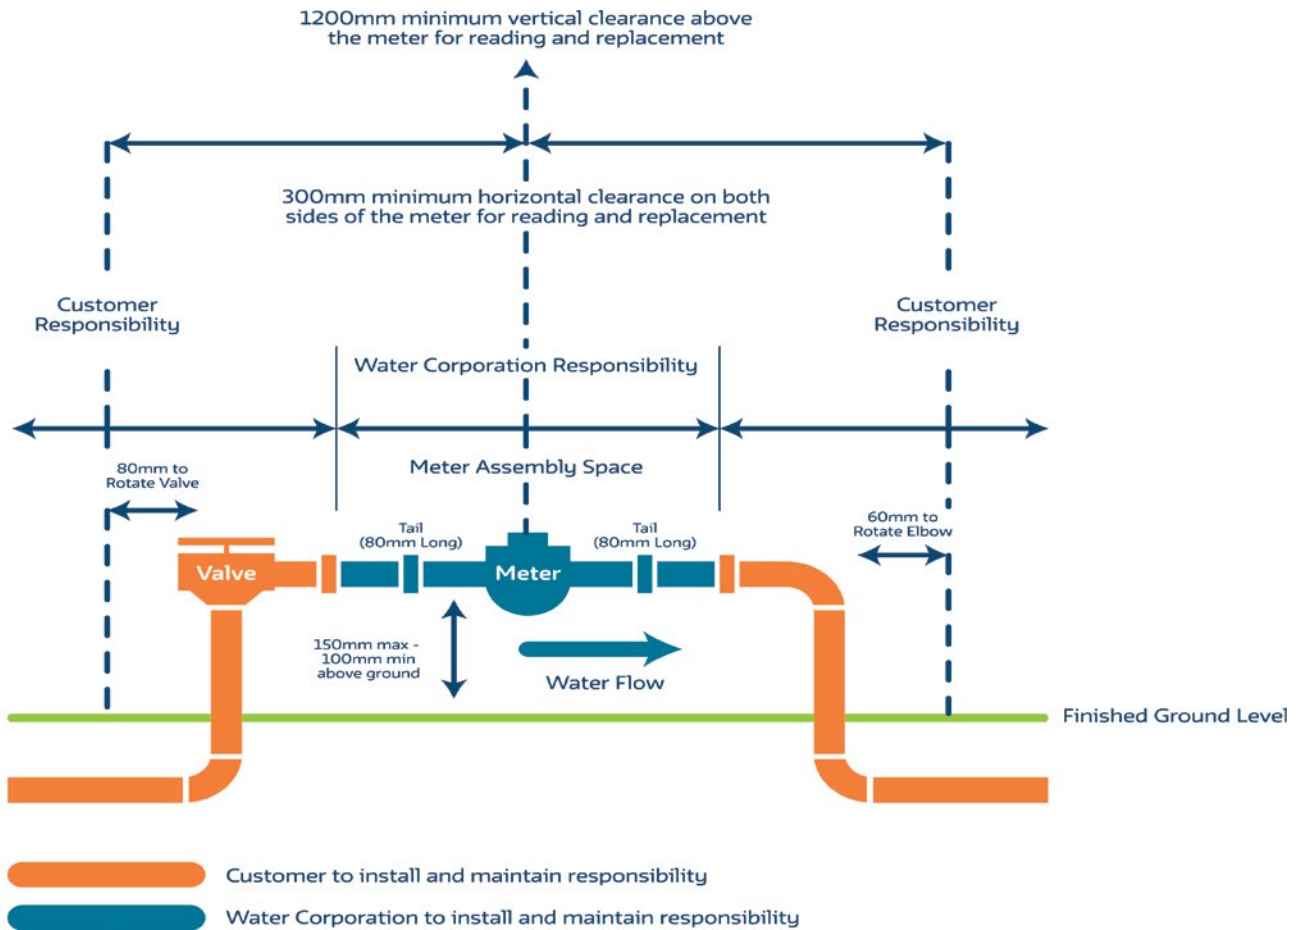 1200mm minimum vertical clearance above
the meter for reading and replacement
300mm minimum horizontal clearance on both
sides of the meter for reading and replacement
Customer
Responsibility
Customer
Responsibility
Water Corporation Responsibility
80mm to
Rotate Valve
Meter Assembly Space
60mm to
Rotate Elbow
Tail
(80mm Long)
Tail
(80mm Long)
Valve
Meter
150mm max -
100mm min
above ground
Water Flow
Finished Ground Level
Customer to install and maintain responsibility
Water Corporation to install and maintain responsibility